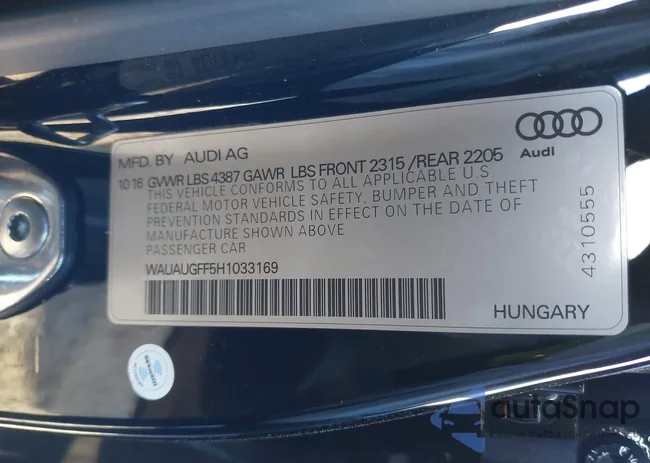 MFD. BY AUDI AG
10 16 GVWR LBS 4387 GAWR LBS FRONT 2315 /REAR 2205
THIS VEHICLE CONFORMS TO ALL APPLICABLE U.S.
FEDERAL MOTOR VEHICLE SAFETY, BUMPER AND THEFT
PREVENTION STANDARDS IN EFFECT ON THE DATE OF
MANUFACTURE SHOWN ABOVE
PASSENGER CAR
WAUAUGFF5H1033169
Audi
4310555
HUNGARY
autaSnap